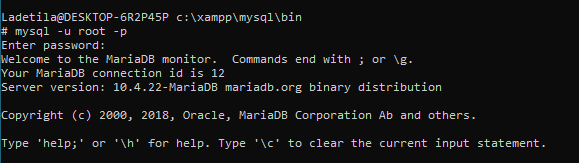 Ladetila@DESKTOP-6R2P45P c:\xampp\mysql\bin
# mysql -u root -p
Enter password:
Welcome to the MariaDB monitor.  Commands end with ; or \g.
Your MariaDB connection id is 12
Server version: 10.4.22-MariaDB mariadb.org binary distribution
Copyright (c) 2000, 2018, Oracle, MariaDB Corporation Ab and others.
Type 'help;' or '\h' for help. Type '\c' to clear the current input statement.